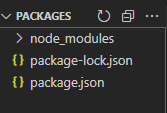 PACKAGES
node_modules
{} package-lock.json
{} package.json